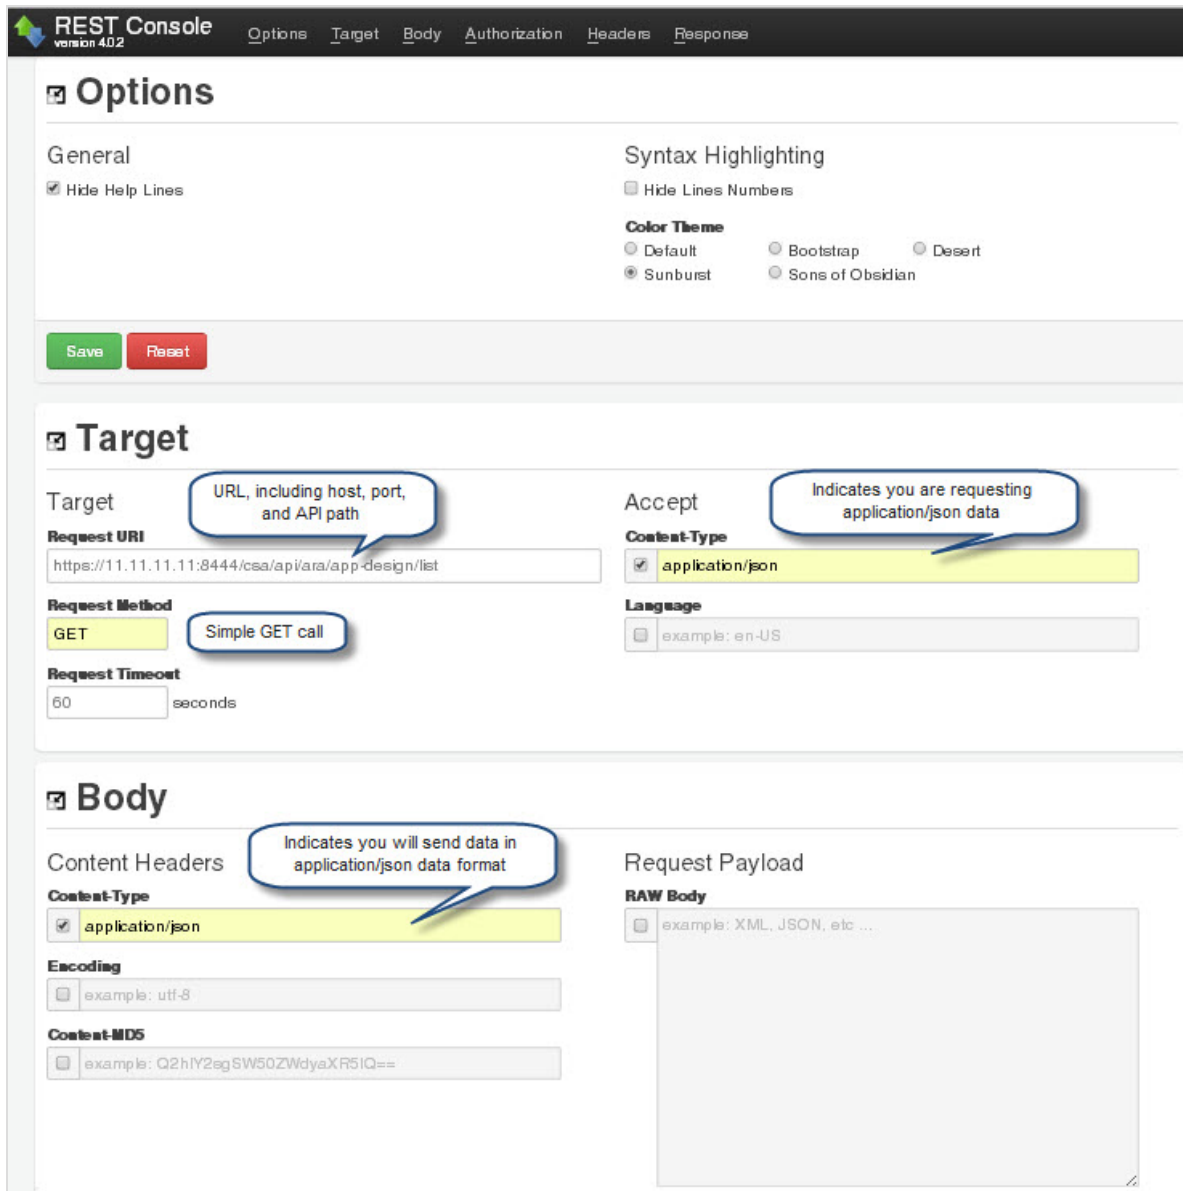 REST Console
version 4.0.2
Options Target Body Authorization Headers Response
Options
General
Hide Help Lines
Syntax Highlighting
Hide Lines Numbers
Color Theme
Default Bootstrap Desert
Sunburst Sons of Obsidian
Save Reset
Target
Target
URL, including host, port,
and API path
Request URI
https://11.11.11.11:8444/csa/api/ara/app-design/list
Request Method
GET
Simple GET call
Request Timeout
60 seconds
Accept
Indicates you are requesting
application/json data
Content-Type
application/json
Language
example: en-US
Body
Content Headers
Indicates you will send data in
application/json data format
Content-Type
application/json
Encoding
example: utf-8
Content-MD5
example: Q2hlY2sgSW50ZWdyaXR5IQ==
Request Payload
RAW Body
example: XML, JSON, etc ...